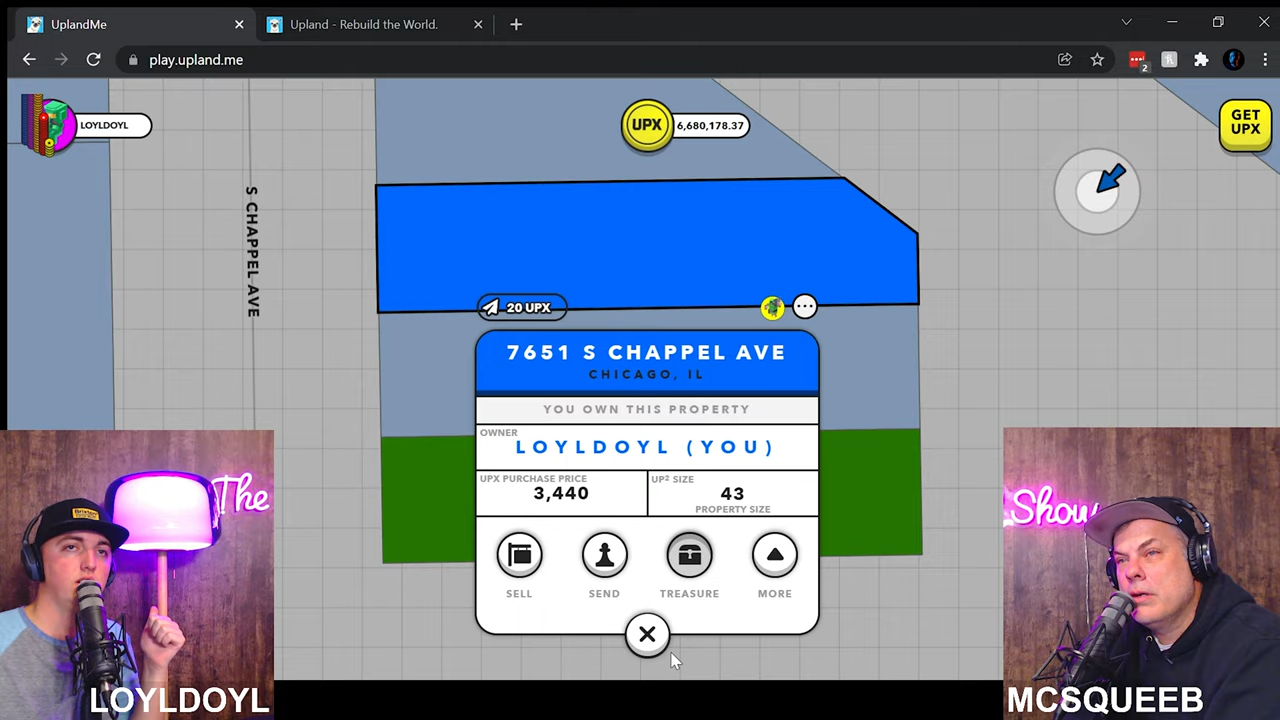 UplandMe
Upland - Rebuild the World.
play.upland.me
2
LOYLDOYL
UPX
6,680,178.37
GET
UPX
S CHAPPEL AVE
20 UPX
7651 S CHAPPEL AVE
CHICAGO, IL
YOU OWN THIS PROPERTY
OWNER
LOYLDOYL (YOU)
UPX PURCHASE PRICE
3,440
UP² SIZE
43
PROPERTY SIZE
SELL
SEND
TREASURE
MORE
The
Show
LOYLDOYL
MCSQUEEB